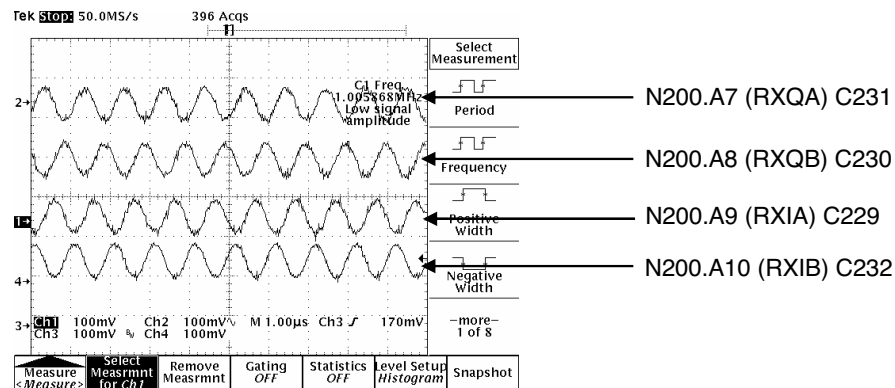 Tek Stop: 50.0MS/s 396 Acqs
T
Select
Measurement
C1 Freq
1.005868MHz
Low signal
amplitude
2→
Period
N200.A7 (RXQA) C231
Frequency
N200.A8 (RXQB) C230
1→
Positive
Width
N200.A9 (RXIA) C229
4→
Negative
Width
N200.A10 (RXIB) C232
3→
Ch1 100mV Ch2 100mV∿ M 1.00µs Ch3 ∫ 170mV
Ch3 100mV BW Ch4 100mV
–more–
1 of 8
Measure
<Measure>
Select
Measrmnt
for Ch1
Remove
Measrmnt
Gating
OFF
Statistics
OFF
Level Setup
Histogram
Snapshot